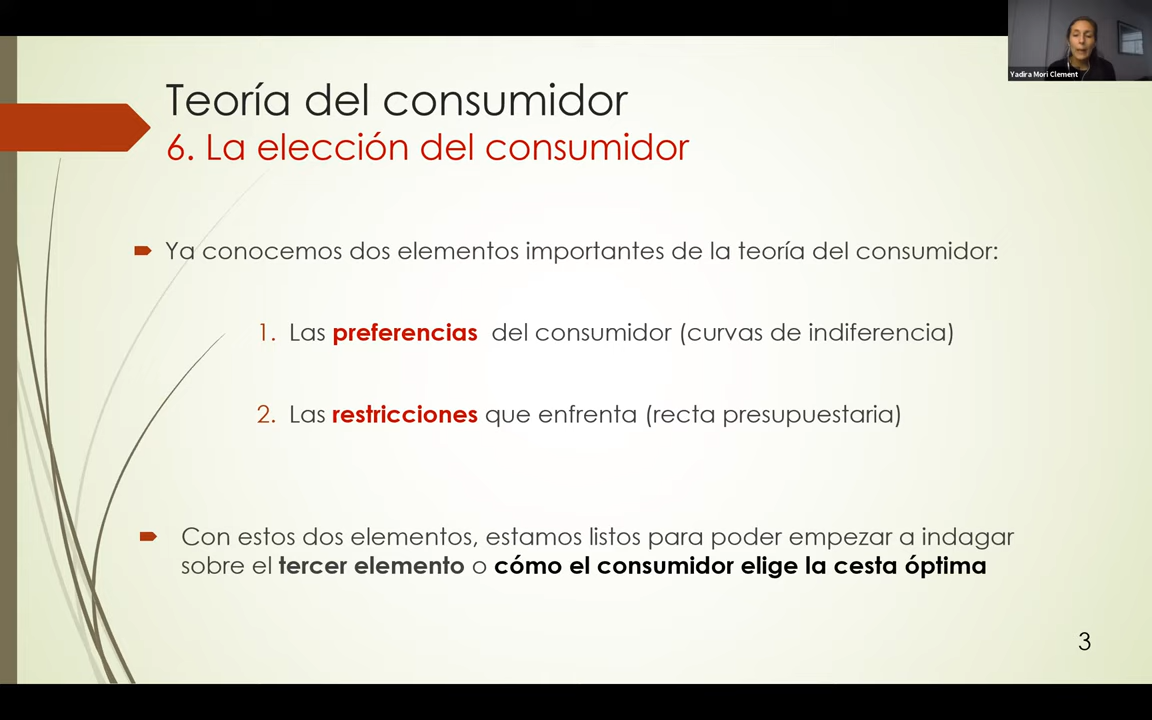 Yadira Mori Clement
Teoría del consumidor
6. La elección del consumidor
Ya conocemos dos elementos importantes de la teoría del consumidor:
1. Las preferencias del consumidor (curvas de indiferencia)
2. Las restricciones que enfrenta (recta presupuestaria)
Con estos dos elementos, estamos listos para poder empezar a indagar
sobre el tercer elemento o cómo el consumidor elige la cesta óptima
3